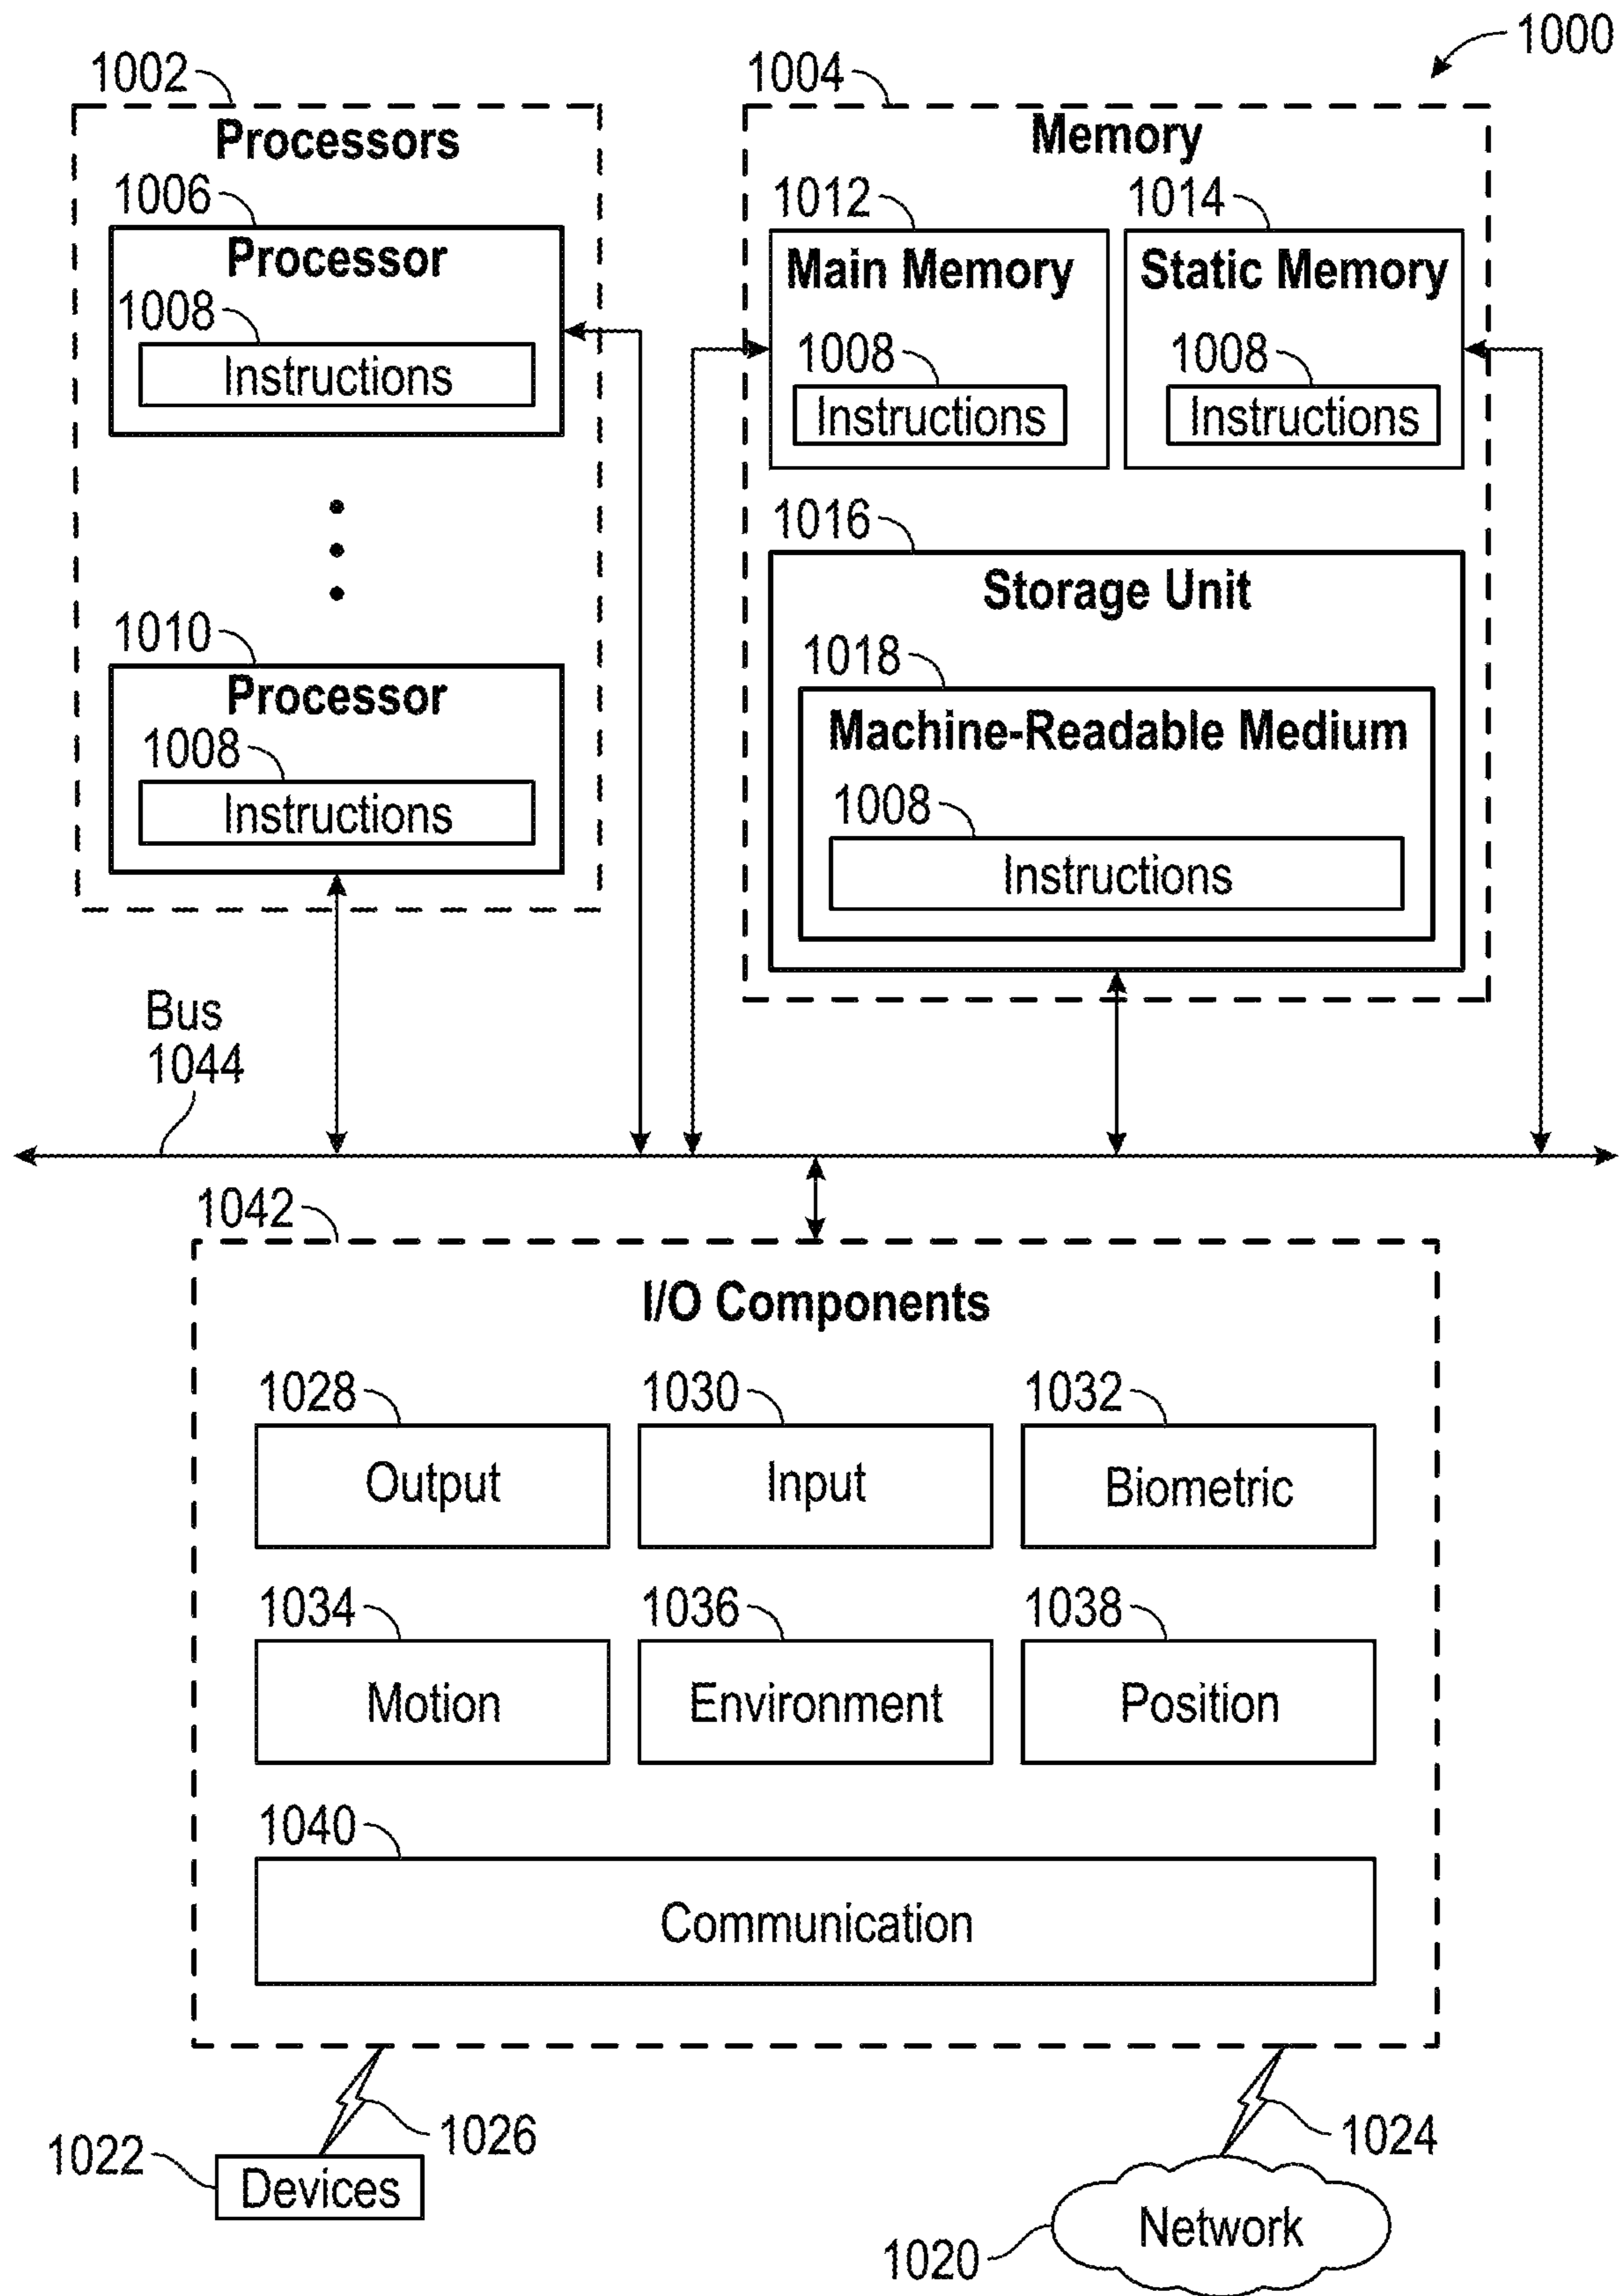 1000
1002
Processors
1006
Processor
1008
Instructions
1010
Processor
1008
Instructions
1004
Memory
1012
Main Memory
1008
Instructions
1014
Static Memory
1008
Instructions
1016
Storage Unit
1018
Machine-Readable Medium
1008
Instructions
Bus
1044
1042
I/O Components
1028
Output
1030
Input
1032
Biometric
1034
Motion
1036
Environment
1038
Position
1040
Communication
1026
1022
Devices
1024
1020
Network